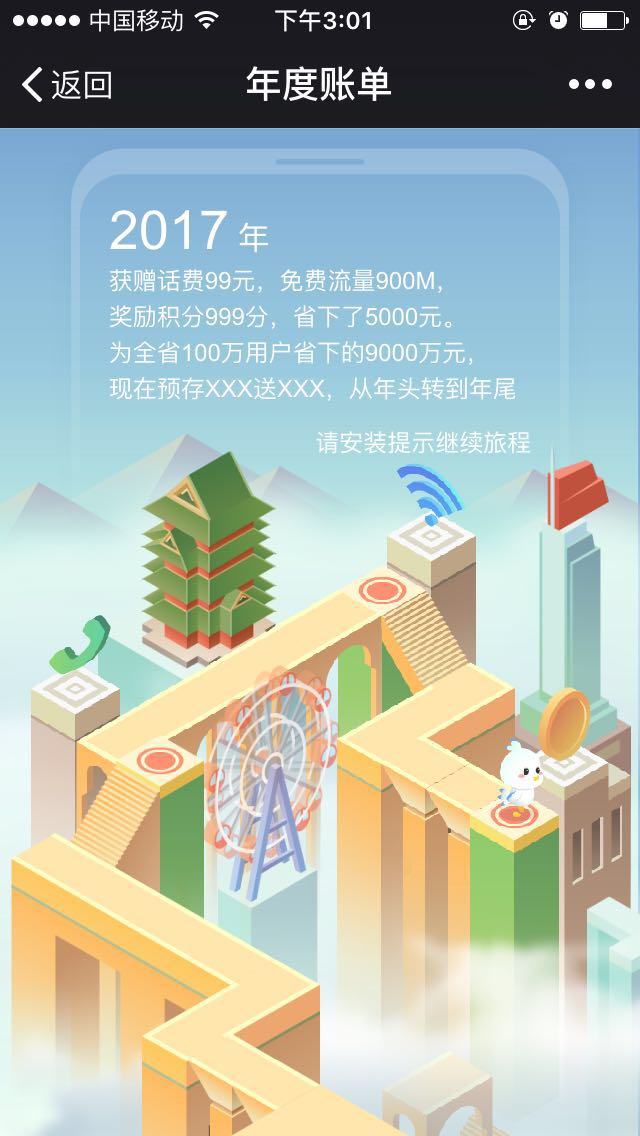 中国移动
下午3:01
返回
年度账单
2017 年
获赠话费99元，免费流量900M，
奖励积分999分，省下了5000元。
为全省100万用户省下的9000万元，
现在预存XXX送XXX，从年头转到年尾
请安装提示继续旅程